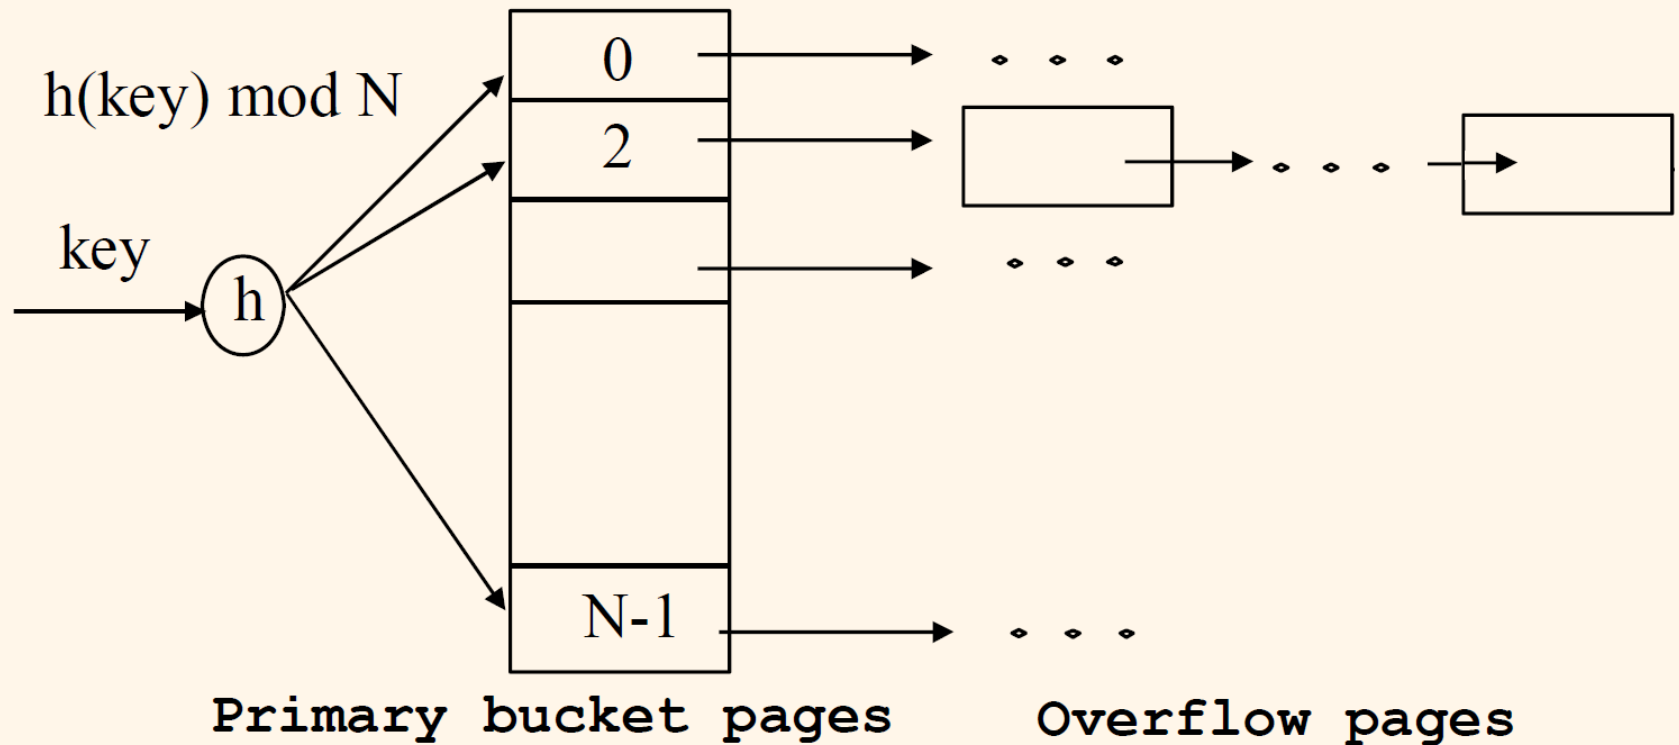 0
h(key) mod N
2
key
h
N-1
Primary bucket pages
Overflow pages